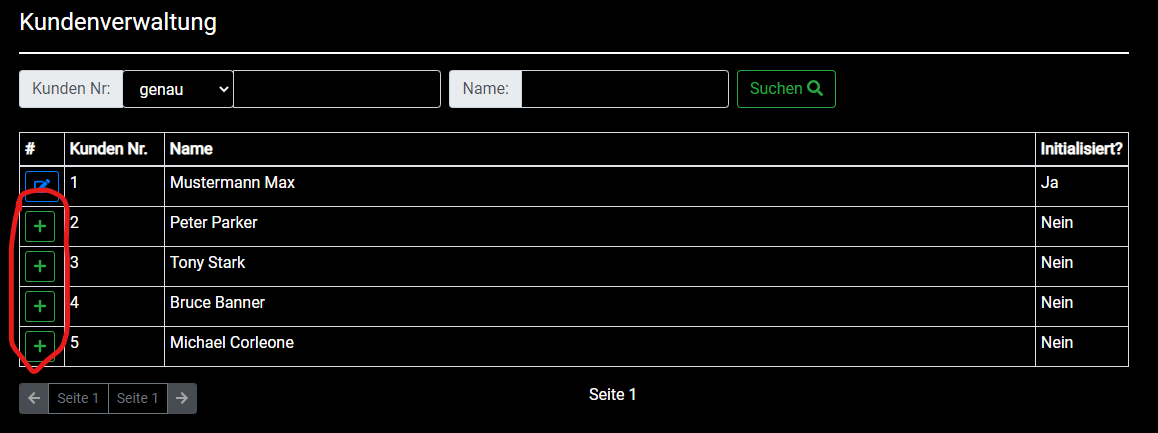 Kundenverwaltung
Kunden Nr: genau Name: Suchen
# Kunden Nr. Name Initialisiert?
1 Mustermann Max Ja
2 Peter Parker Nein
3 Tony Stark Nein
4 Bruce Banner Nein
5 Michael Corleone Nein
Seite 1 Seite 1 Seite 1